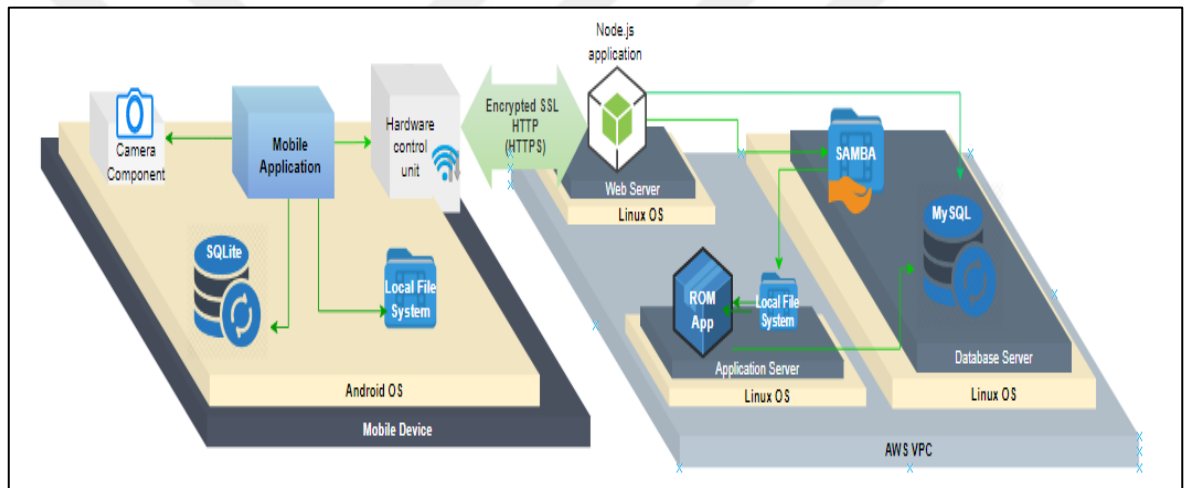 Node.js
application
Camera
Component
Mobile
Application
Hardware
control
unit
Encrypted SSL
HTTP
(HTTPS)
Web Server
Linux OS
SAMBA
MySQL
SQLite
Local File
System
ROM
App
Local File
System
Application Server
Linux OS
Database Server
Linux OS
Android OS
Mobile Device
AWS VPC